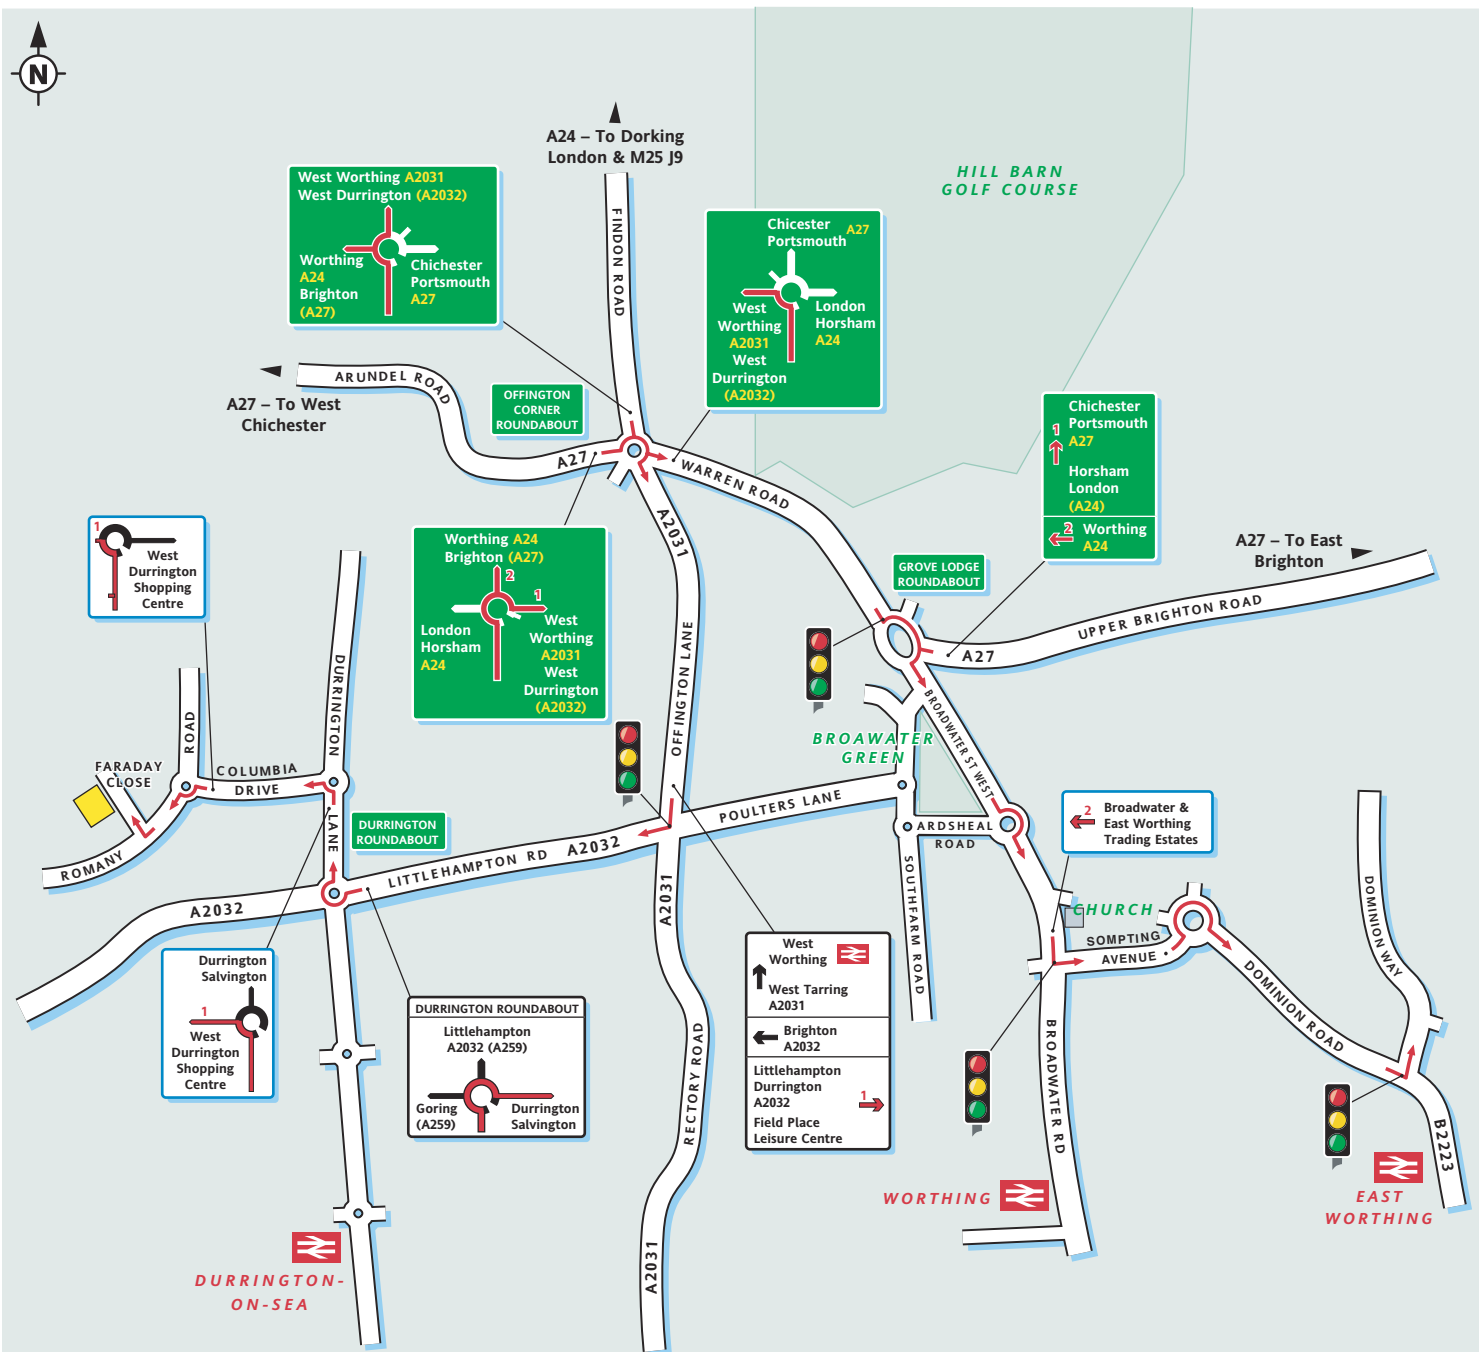 N
A24 – To Dorking
London & M25 J9
HILL BARN
GOLF COURSE
West Worthing A2031
West Durrington (A2032)
Worthing
A24
Brighton
(A27)
Chichester
Portsmouth
A27
FINDON ROAD
Chicester
Portsmouth
A27
West
Worthing
A2031
West
Durrington
(A2032)
London
Horsham
A24
ARUNDEL ROAD
A27 – To West
Chichester
OFFINGTON
CORNER
ROUNDABOUT
A27
WARREN ROAD
1
Chichester
Portsmouth
A27
Horsham
London
(A24)
2
Worthing
A24
A27 – To East
Brighton
GROVE LODGE
ROUNDABOUT
UPPER BRIGHTON ROAD
A27
1
West
Durrington
Shopping
Centre
Worthing A24
Brighton (A27)
2
1
London
Horsham
A24
West
Worthing
A2031
West
Durrington
(A2032)
A2031
OFFINGTON LANE
DURRINGTON
LANE
ROAD
FARADAY
CLOSE
COLUMBIA
DRIVE
ROMANY
DURRINGTON
ROUNDABOUT
BROAWATER
GREEN
BROADWATER ST WEST
POULTERS LANE
LITTLEHAMPTON RD
A2032
A2032
ARDSHEAL
ROAD
SOUTHFARM ROAD
2
Broadwater &
East Worthing
Trading Estates
CHURCH
SOMPTING
AVENUE
DOMINION ROAD
DOMINION WAY
A2031
Durrington
Salvington
1
West
Durrington
Shopping
Centre
DURRINGTON ROUNDABOUT
Littlehampton
A2032 (A259)
Goring
(A259)
Durrington
Salvington
West
Worthing
West Tarring
A2031
Brighton
A2032
Littlehampton
Durrington
A2032
1
Field Place
Leisure Centre
RECTORY ROAD
BROADWATER RD
B2223
WORTHING
EAST
WORTHING
DURRINGTON-
ON-SEA
A2031